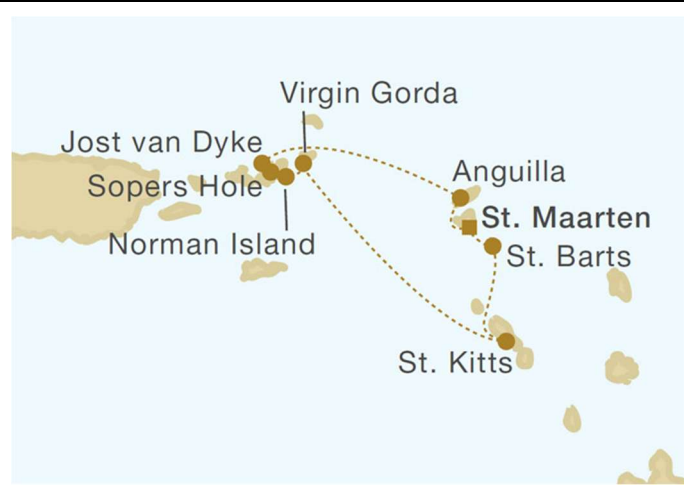 Virgin Gorda
Jost van Dyke
Anguilla
Sopers Hole
St. Maarten
Norman Island
St. Barts
St. Kitts